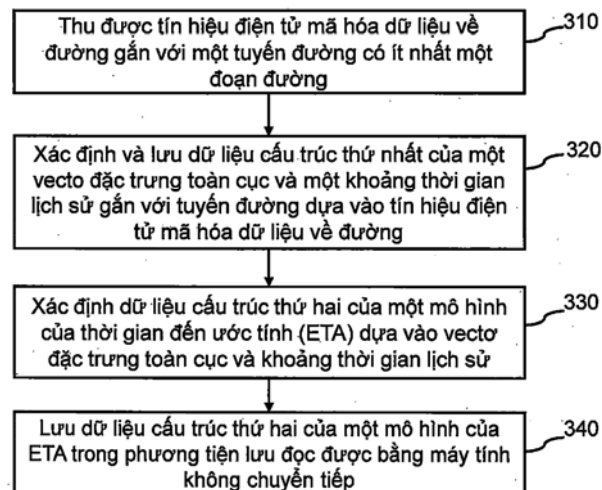 Thu được tín hiệu điện tử mã hóa dữ liệu về
đường gắn với một tuyến đường có ít nhất một
đoạn đường
310
Xác định và lưu dữ liệu cấu trúc thứ nhất của một
vectơ đặc trưng toàn cục và một khoảng thời gian
lịch sử gắn với tuyến đường dựa vào tín hiệu điện
tử mã hóa dữ liệu về đường
320
Xác định dữ liệu cấu trúc thứ hai của một mô hình
của thời gian đến ước tính (ETA) dựa vào vectơ
đặc trưng toàn cục và khoảng thời gian lịch sử
330
Lưu dữ liệu cấu trúc thứ hai của một mô hình của
ETA trong phương tiện lưu đọc được bằng máy tính
không chuyển tiếp
340